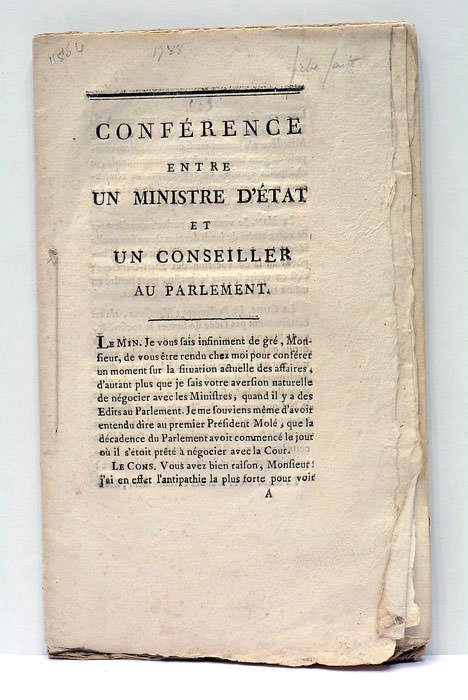 1788
CONFÉRENCE
ENTRE
UN MINISTRE D'ÉTAT
ET
UN CONSEILLER
AU PARLEMENT.
LE MIN. Je vous ſais infiniment de gré, Mon-
ſieur, de vous être rendu chez moi pour conférer
un moment ſur la ſituation actuelle des affaires,
d'autant plus que je ſais votre averſion naturelle
de négocier avec les Miniſtres, quand il y a des
Edits au Parlement. Je me ſouviens même d'avoir
entendu dire au premier Préſident Molé, que la
décadence du Parlement avoit commencé le jour
où il s'étoit prêté à négocier avec la Cour.
LE CONS. Vous avez bien raiſon, Monſieur:
j'ai en effet l'antipathie la plus forte pour voir
A